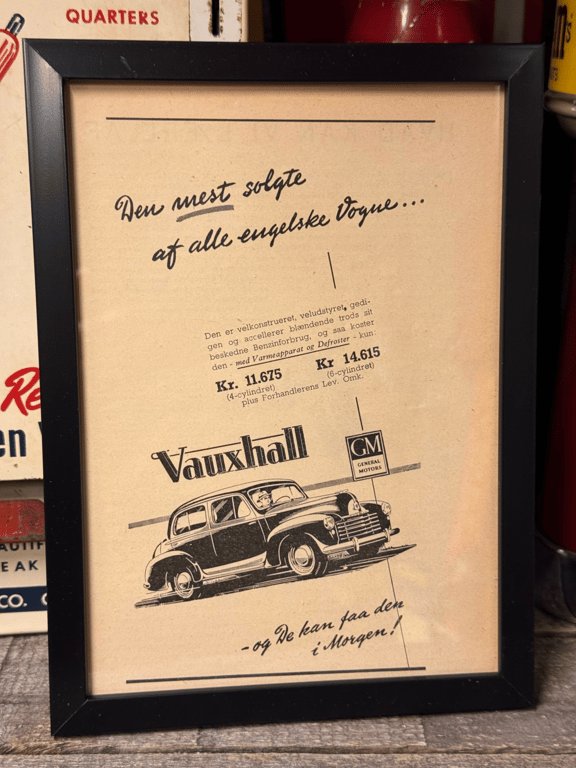 QUARTERS
Den mest solgte
af alle engelske Vogne...
Den er velkonstrueret, veludstyret, gedi-
gen og accellerer blændende trods sit
beskedne Benzinforbrug, og saa koster
den - med Varmeapparat og Defroster - kun:
Kr. 11.675 Kr 14.615
(4-cylindret) (6-cylindret)
plus Forhandlerens Lev. Omk.
Vauxhall
GM
GENERAL
MOTORS
- og De kan faa den
i Morgen!
CO.